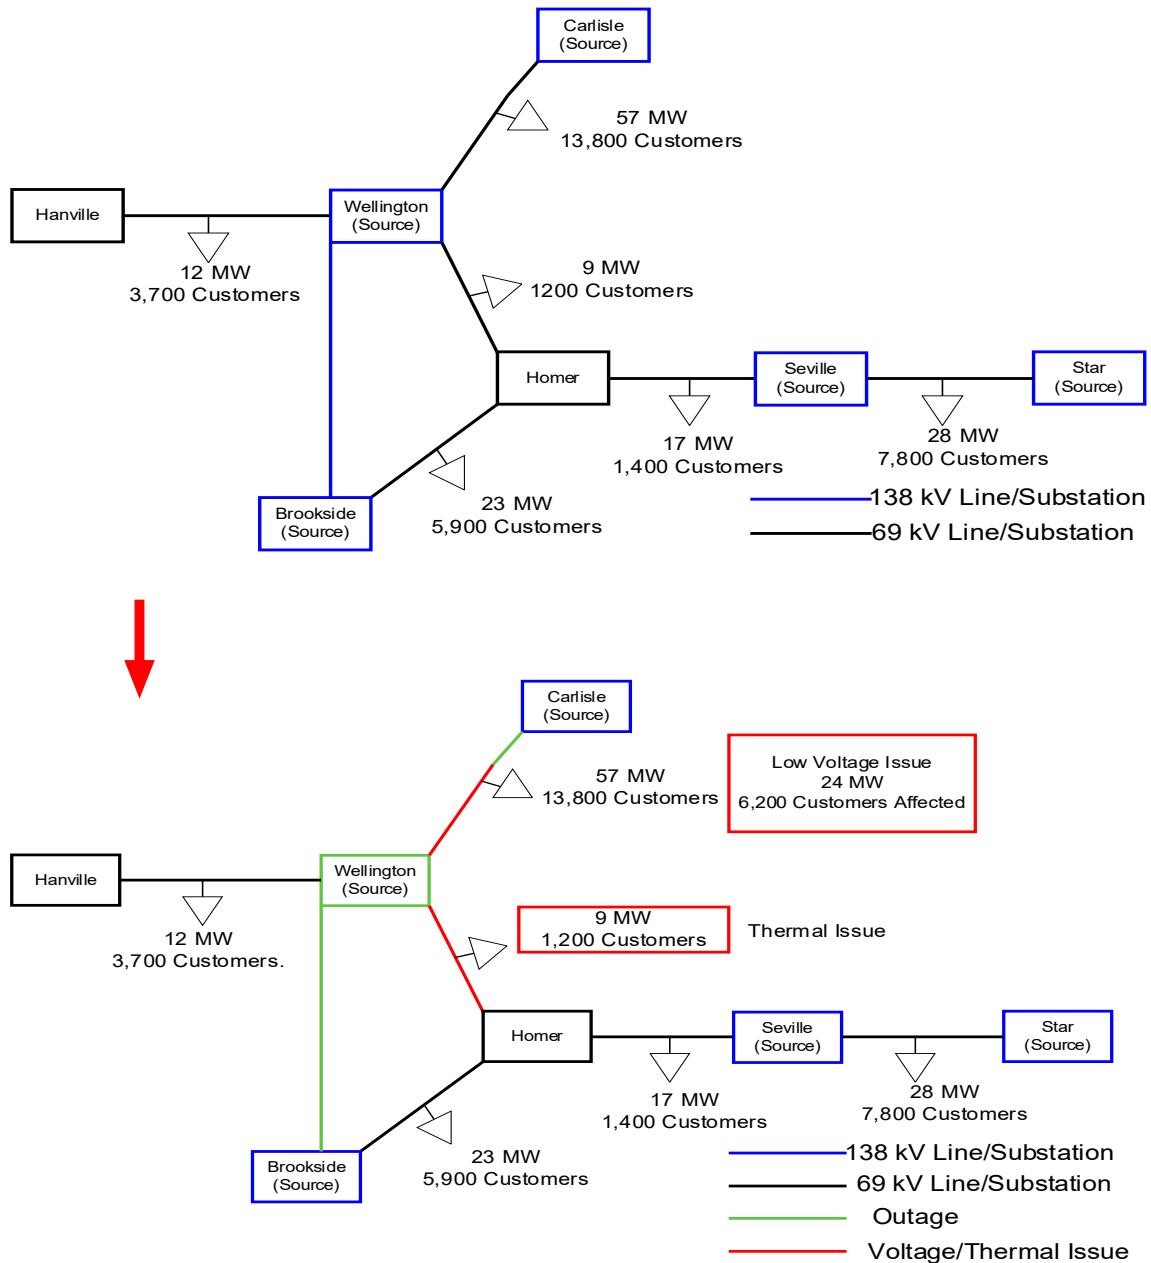 Carlisle
(Source)
57 MW
13,800 Customers
Hanville
Wellington
(Source)
12 MW
3,700 Customers
9 MW
1200 Customers
Homer
Seville
(Source)
Star
(Source)
17 MW
1,400 Customers
28 MW
7,800 Customers
Brookside
(Source)
23 MW
5,900 Customers
138 kV Line/Substation
69 kV Line/Substation
Carlisle
(Source)
57 MW
13,800 Customers
Low Voltage Issue
24 MW
6,200 Customers Affected
Hanville
Wellington
(Source)
12 MW
3,700 Customers.
9 MW
1,200 Customers
Thermal Issue
Homer
Seville
(Source)
Star
(Source)
17 MW
1,400 Customers
28 MW
7,800 Customers
Brookside
(Source)
23 MW
5,900 Customers
138 kV Line/Substation
69 kV Line/Substation
Outage
Voltage/Thermal Issue